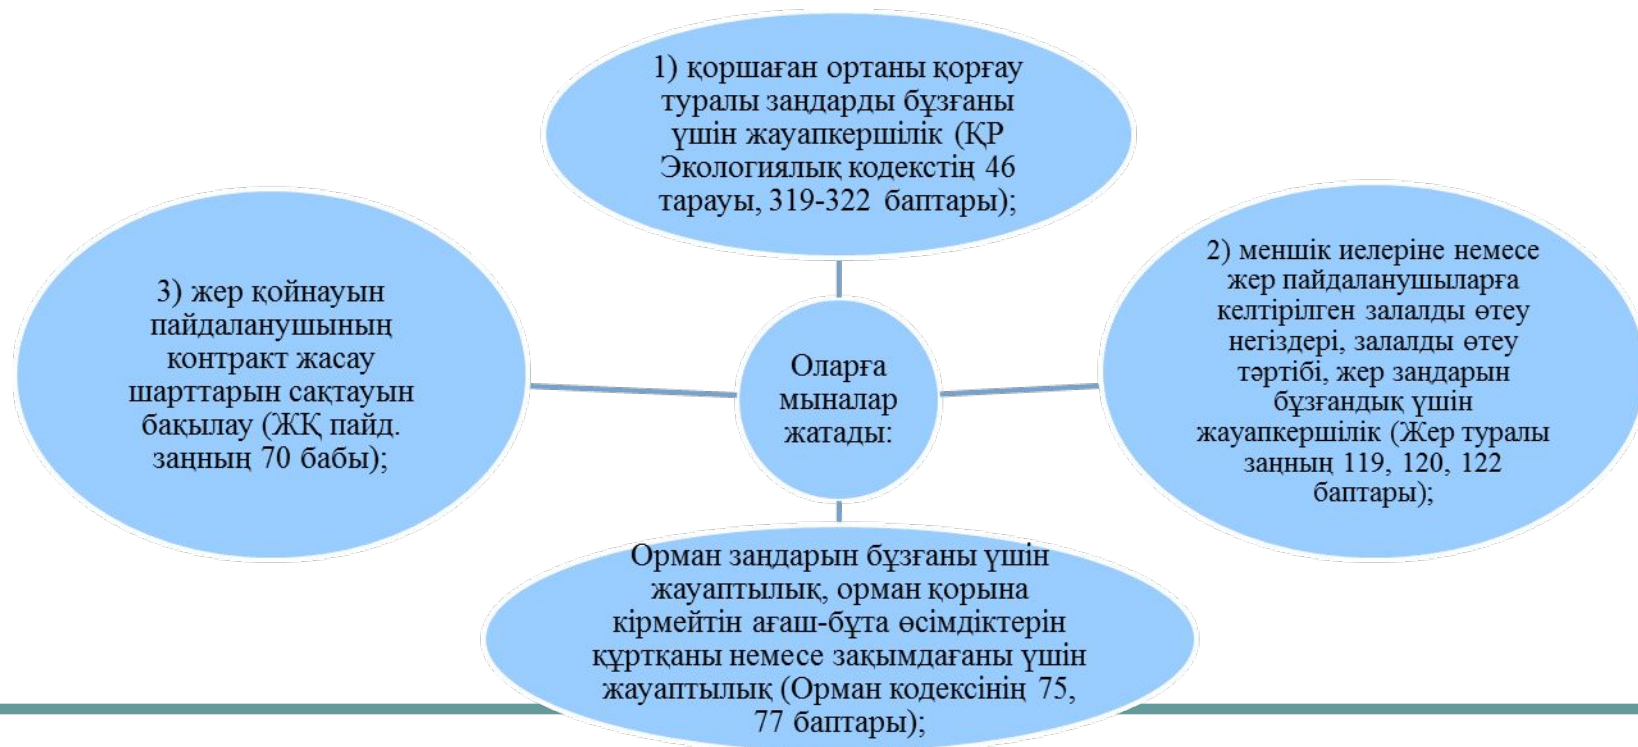 1) қоршаған ортаны қорғау
туралы заңдарды бұзғаны
үшін жауапкершілік (ҚР
Экологиялық кодекстің 46
тарауы, 319-322 баптары);
2) меншік иелеріне немесе
жер пайдаланушыларға
келтірілген залалды өтеу
негіздері, залалды өтеу
тәртібі, жер заңдарын
бұзғандық үшін
жауапкершілік (Жер туралы
заңның 119, 120, 122
баптары);
3) жер қойнауын
пайдаланушының
контракт жасау
шарттарын сақтауын
бақылау (ЖҚ пайд.
заңның 70 бабы);
Оларға
мыналар
жатады:
Орман заңдарын бұзғаны үшін
жауаптылық, орман қорына
кірмейтін ағаш-бұта өсімдіктерін
құртқаны немесе зақымдағаны үшін
жауаптылық (Орман кодексінің 75,
77 баптары);